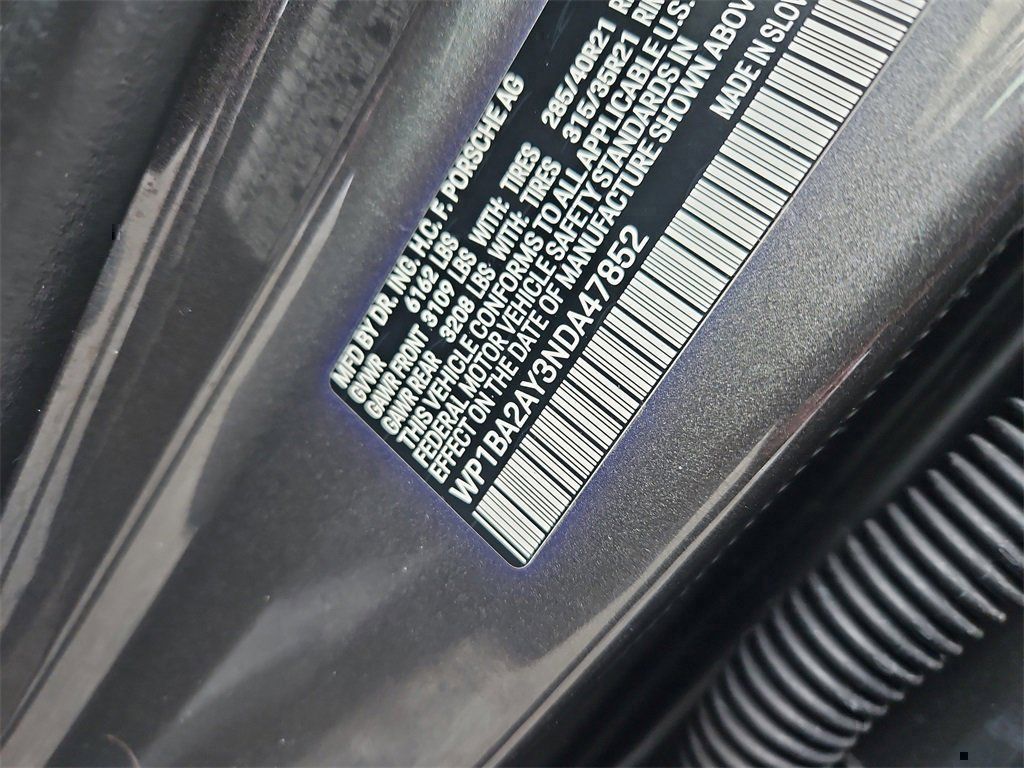 MFD BY DR. ING. H.C. F. PORSCHE AG
GVWR 6162 LBS
GAWR FRONT 3109 LBS WITH: TIRES 285/40R21
GAWR REAR 3208 LBS WITH: TIRES 315/35R21
THIS VEHICLE CONFORMS TO ALL APPLICABLE U.S.
FEDERAL MOTOR VEHICLE SAFETY STANDARDS IN
EFFECT ON THE DATE OF MANUFACTURE SHOWN ABOV
WP1BA2AY3NDA47852 MADE IN SLOV